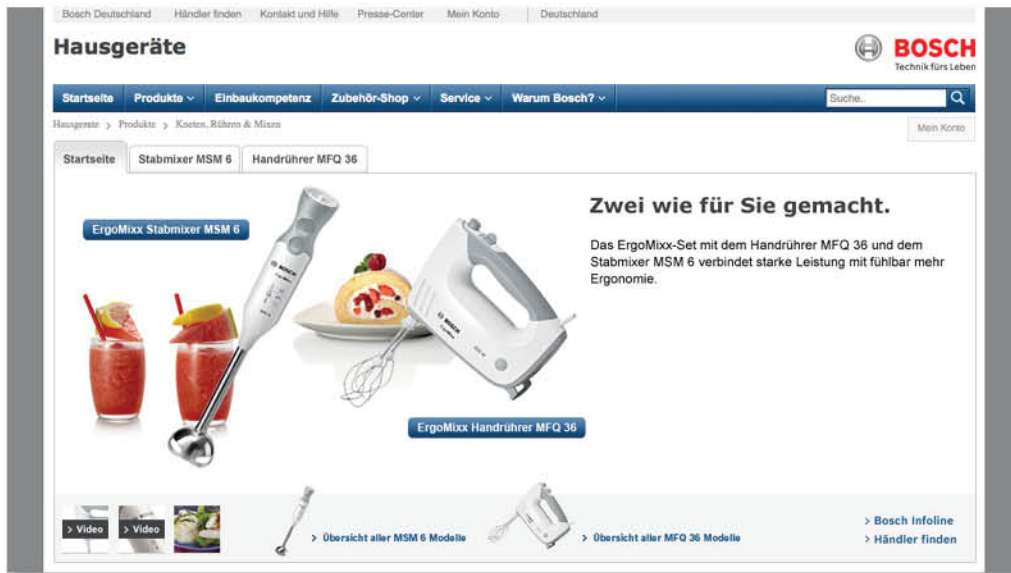 Bosch Deutschland Händler finden Kontakt und Hilfe Presse-Center Mein Konto Deutschland
Hausgeräte
BOSCH
Technik fürs Leben
Startseite Produkte Einbaukompetenz Zubehör-Shop Service Warum Bosch? Suche..
Hausgeräte > Produkte > Kneten, Rühren & Mixen
Mein Konto
Startseite Stabmixer MSM 6 Handrührer MFQ 36
Zwei wie für Sie gemacht.
ErgoMixx Stabmixer MSM 6
Das ErgoMixx-Set mit dem Handrührer MFQ 36 und dem
Stabmixer MSM 6 verbindet starke Leistung mit fühlbar mehr
Ergonomie.
BOSCH
BOSCH
ErgoMixx
ErgoMixx Handrührer MFQ 36
> Video > Video
> Übersicht aller MSM 6 Modelle > Übersicht aller MFQ 36 Modelle
> Bosch Infoline
> Händler finden